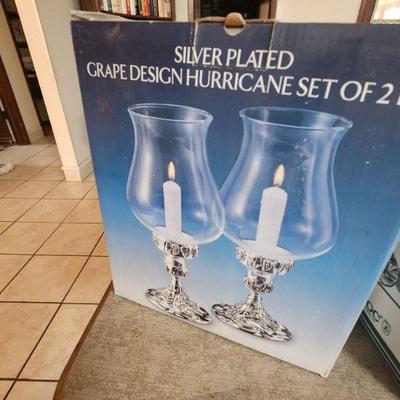 SILVER PLATED
GRAPE DESIGN HURRICANE SET OF 2